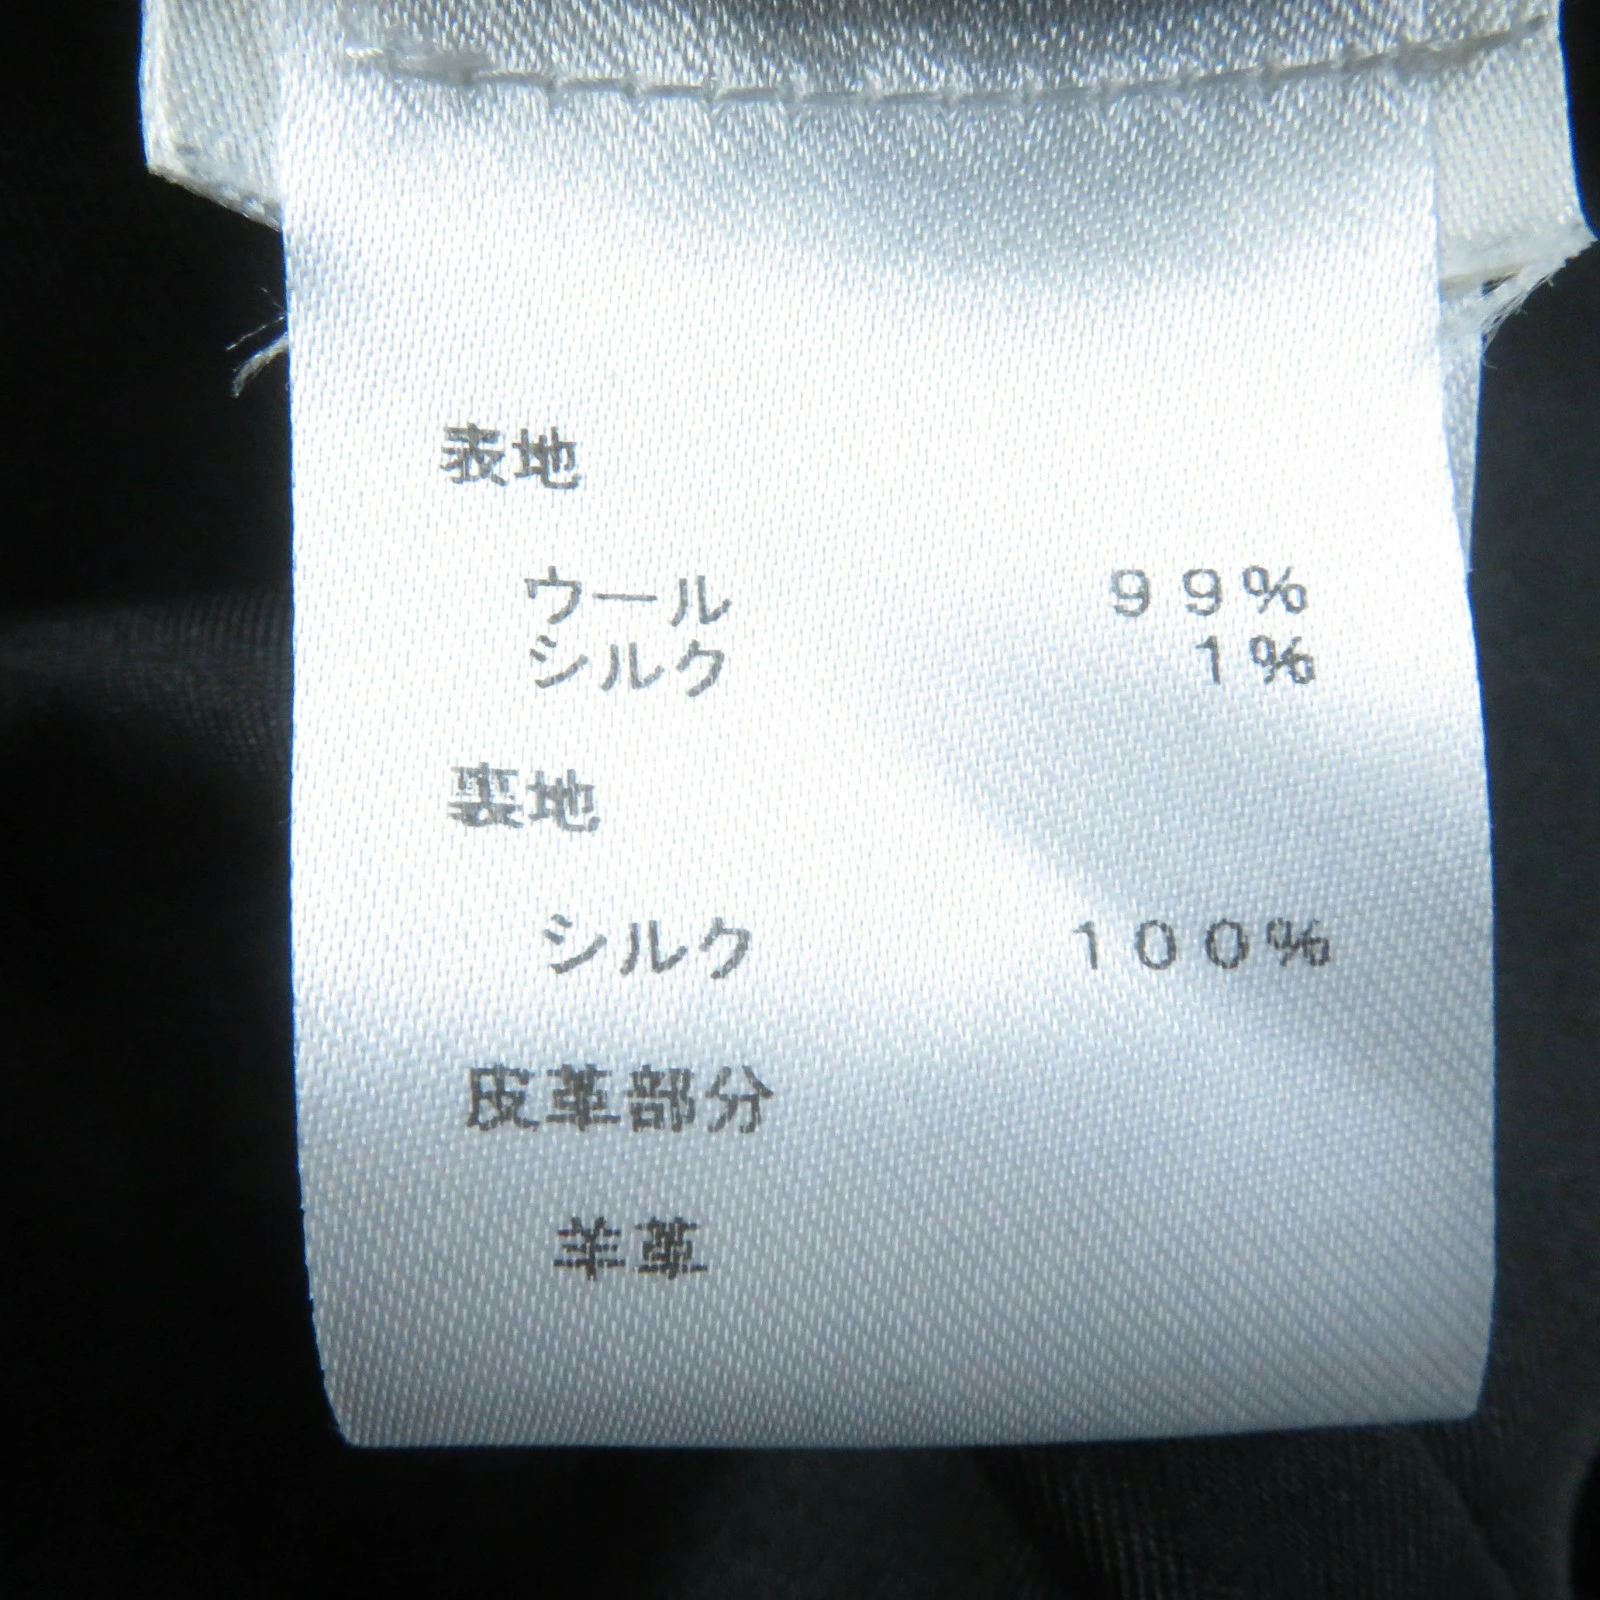 表地
ウール 99%
シルク 1%
裏地
シルク 100%
皮革部分
羊革